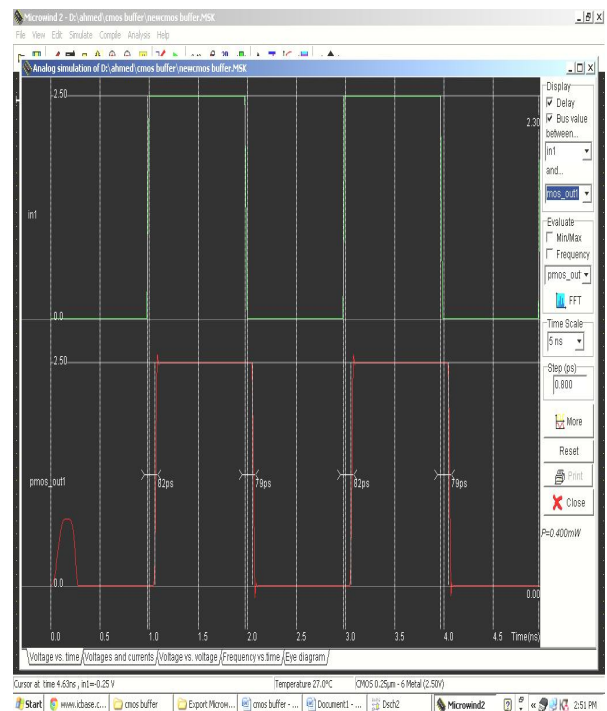 Microwind 2 - D:\ahmed\cmos buffer\newcmos buffer.MSK
File View Edit Simulate Compile Analysis Help
Analog simulation of D:\ahmed\cmos buffer\newcmos buffer.MSK
2.50
2.30
in1
0.0
2.50
pmos_out1
82ps
79ps
82ps
79ps
0.0
0.00
0.0 0.5 1.0 1.5 2.0 2.5 3.0 3.5 4.0 4.5 Time(ns)
Display
Delay
Bus value
between...
in1
and...
mos_out1
Evaluate
Min/Max
Frequency
pmos_out
FFT
Time Scale
5 ns
Step (ps)
0.800
More
Reset
Print
Close
P=0.400mW
Voltage vs. time Voltages and currents Voltage vs. voltage Frequency vs.time Eye diagram
Cursor at time 4.63ns , in1=-0.25 V Temperature 27.0°C CMOS 0.25µm - 6 Metal (2.50V)
Start www.icbase.c... cmos buffer Export Microw... cmos buffer - ... Document1 - ... Dsch2 Microwind2 2:51 PM